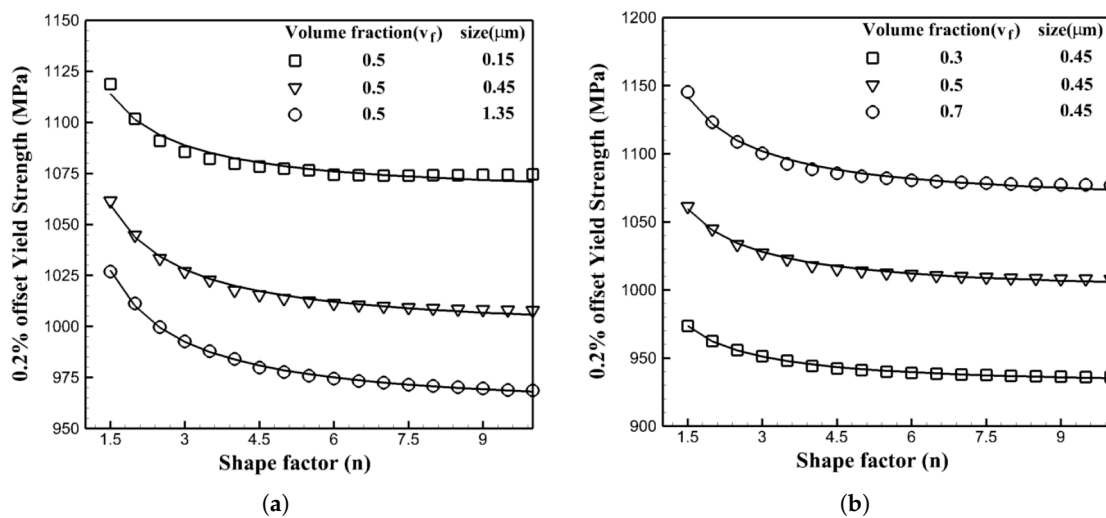 Volume fraction(vf) size(μm)
0.5 0.15
0.5 0.45
0.5 1.35
0.2% offset Yield Strength (MPa)
1150
1125
1100
1075
1050
1025
1000
975
950
1.5 3 4.5 6 7.5 9
Shape factor (n)
(a)
Volume fraction(vf) size(μm)
0.3 0.45
0.5 0.45
0.7 0.45
0.2% offset Yield Strength (MPa)
1200
1150
1100
1050
1000
950
900
1.5 3 4.5 6 7.5 9
Shape factor (n)
(b)